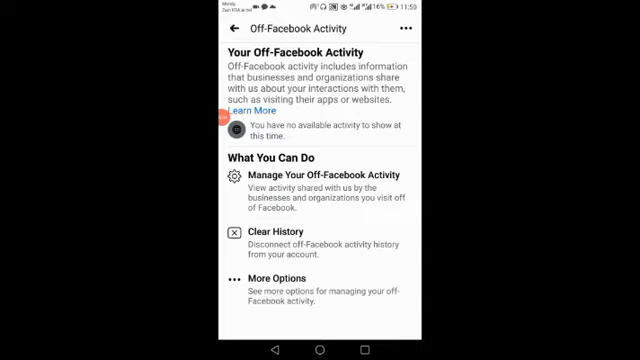 16% 11:50
Off-Facebook Activity
Your Off-Facebook Activity
Off-Facebook activity includes information
that businesses and organizations share
with us about your interactions with them,
such as visiting their apps or websites.
Learn More
You have no available activity to show at
this time.
What You Can Do
Manage Your Off-Facebook Activity
View activity shared with us by the
businesses and organizations you visit off
of Facebook.
Clear History
Disconnect off-Facebook activity history
from your account.
More Options
See more options for managing your off-
Facebook activity.